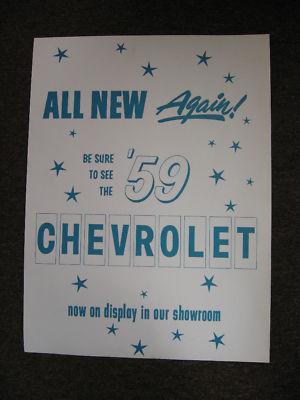 ALL NEW Again!
BE SURE
TO SEE
THE '59
CHEVROLET
now on display in our showroom